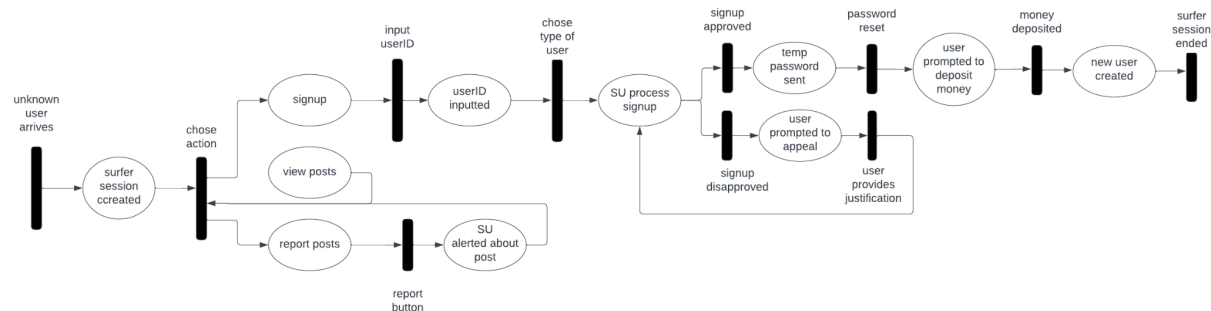 unknown
user
arrives
surfer
session
ccreated
chose
action
signup
view posts
report posts
report
button
SU
alerted about
post
input
userID
userID
inputted
chose
type of
user
SU process
signup
signup
approved
temp
password
sent
password
reset
user
prompted to
deposit
money
money
deposited
new user
created
surfer
session
ended
signup
disapproved
user
prompted to
appeal
user
provides
justification